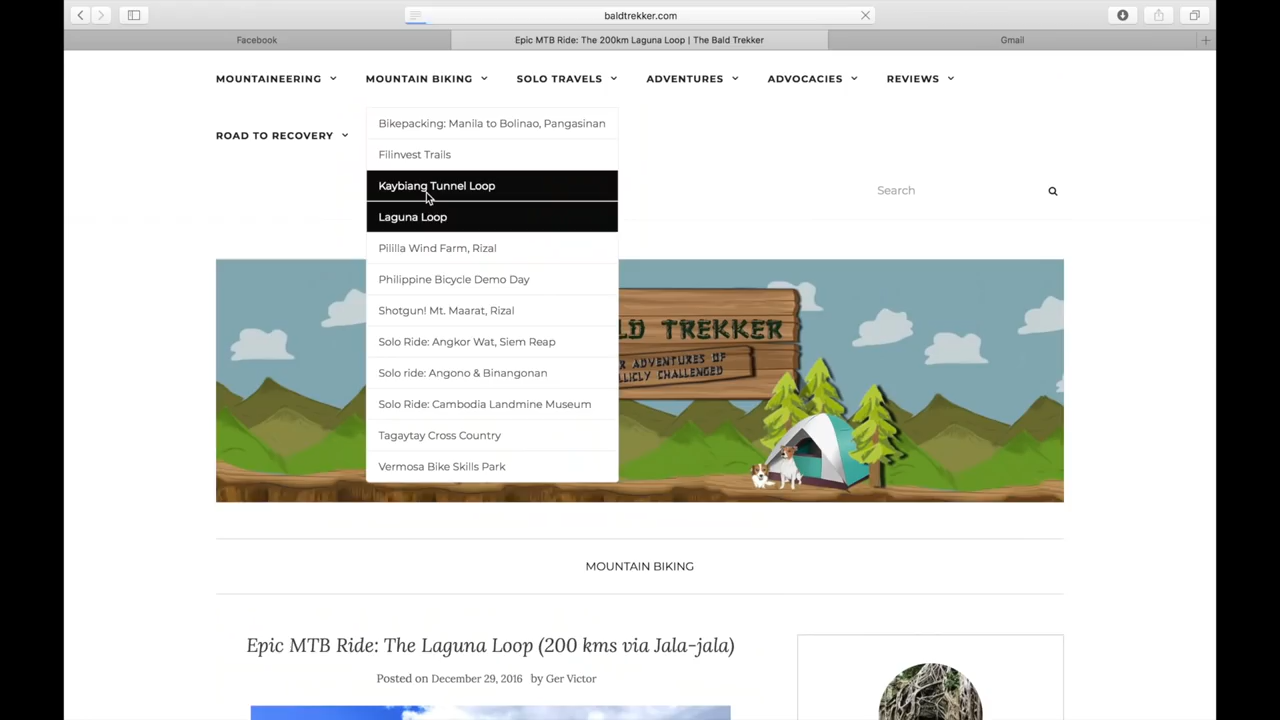 baldtrekker.com
Facebook
Epic MTB Ride: The 200km Laguna Loop | The Bald Trekker
Gmail
MOUNTAINEERING
MOUNTAIN BIKING
SOLO TRAVELS
ADVENTURES
ADVOCACIES
REVIEWS
ROAD TO RECOVERY
Bikepacking: Manila to Bolinao, Pangasinan
Filinvest Trails
Kaybiang Tunnel Loop
Laguna Loop
Pililla Wind Farm, Rizal
Philippine Bicycle Demo Day
Shotgun! Mt. Maarat, Rizal
Solo Ride: Angkor Wat, Siem Reap
Solo ride: Angono & Binangonan
Solo Ride: Cambodia Landmine Museum
Tagaytay Cross Country
Vermosa Bike Skills Park
Search
LD TREKKER
R ADVENTURES OF
LLICLY CHALLENGED
MOUNTAIN BIKING
Epic MTB Ride: The Laguna Loop (200 kms via Jala-jala)
Posted on December 29, 2016 by Ger Victor